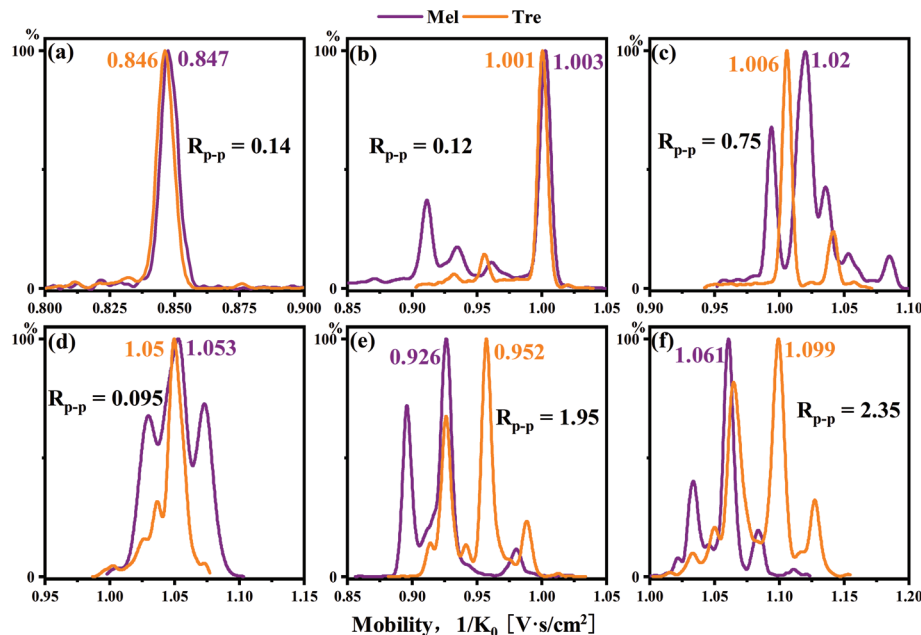 Mel Tre
% % %
(a) 0.846 0.847 (b) 1.001 1.003 (c) 1.006 1.02
100 100 100
Rp-p = 0.14 Rp-p = 0.12 Rp-p = 0.75
0 0 0
0.800 0.825 0.850 0.875 0.900 0.85 0.90 0.95 1.00 1.05 0.90 0.95 1.00 1.05 1.10
% % %
(d) 1.05 1.053 (e) 0.926 0.952 (f) 1.061 1.099
100 100 100
Rp-p = 0.095 Rp-p = 1.95 Rp-p = 2.35
0 0 0
0.95 1.00 1.05 1.10 1.15 0.85 0.90 0.95 1.00 1.05 1.00 1.05 1.10 1.15 1.20
Mobility, 1/K₀ [V·s/cm²]